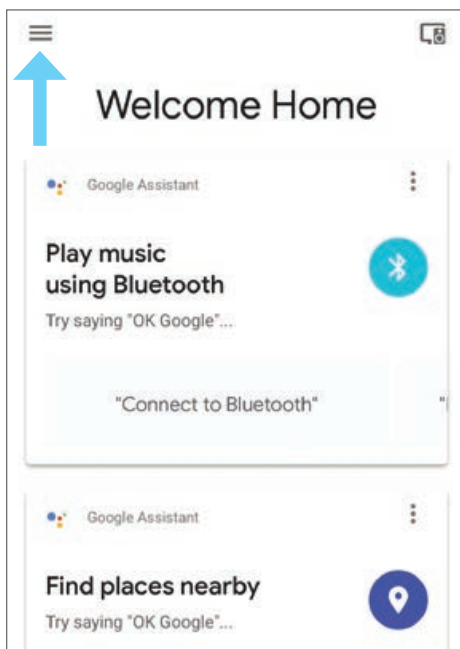 Welcome Home
Google Assistant
Play music
using Bluetooth
Try saying "OK Google"...
"Connect to Bluetooth"
Google Assistant
Find places nearby
Try saying "OK Google"...